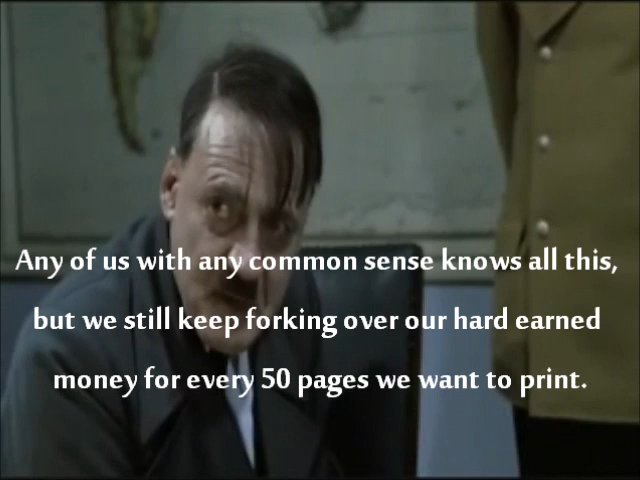 Any of us with any common sense knows all this,
but we still keep forking over our hard earned
money for every 50 pages we want to print.